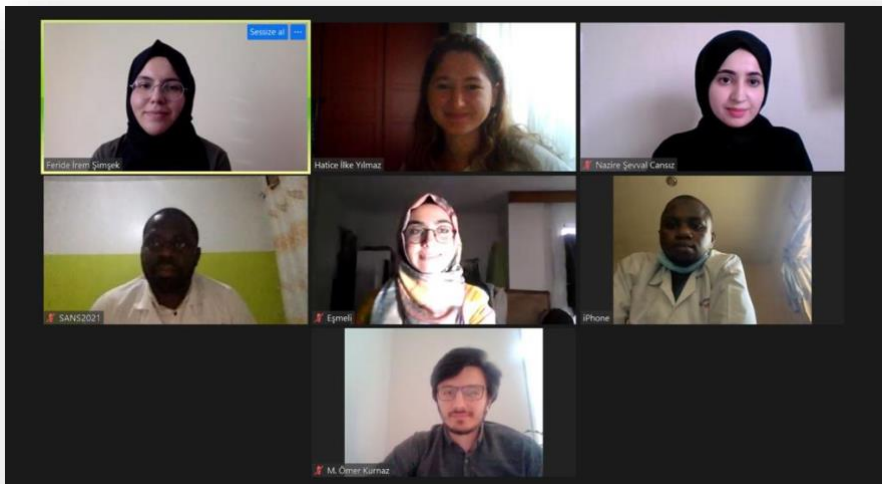 Sessize al
Feride İrem Şimşek
Hatice İlke Yılmaz
Nazire Şevval Cansız
SANS2021
Eşmeli
iPhone
M. Ömer Kurnaz